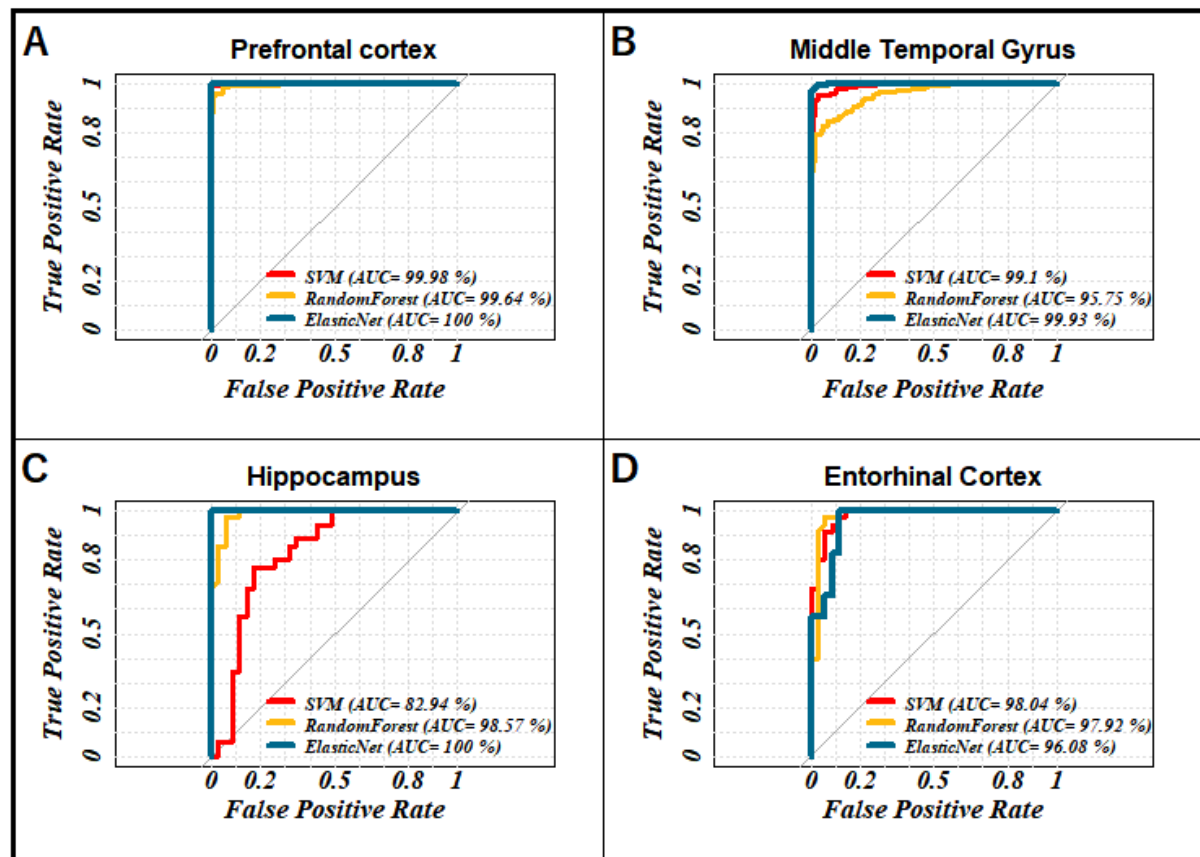 A
Prefrontal cortex
True Positive Rate
1
0.8
0.5
0.2
0
SVM (AUC= 99.98 %)
RandomForest (AUC= 99.64 %)
ElasticNet (AUC= 100 %)
0 0.2 0.5 0.8 1
False Positive Rate
B
Middle Temporal Gyrus
True Positive Rate
1
0.8
0.5
0.2
0
SVM (AUC= 99.1 %)
RandomForest (AUC= 95.75 %)
ElasticNet (AUC= 99.93 %)
0 0.2 0.5 0.8 1
False Positive Rate
C
Hippocampus
True Positive Rate
1
0.8
0.5
0.2
0
SVM (AUC= 82.94 %)
RandomForest (AUC= 98.57 %)
ElasticNet (AUC= 100 %)
0 0.2 0.5 0.8 1
False Positive Rate
D
Entorhinal Cortex
True Positive Rate
1
0.8
0.5
0.2
0
SVM (AUC= 98.04 %)
RandomForest (AUC= 97.92 %)
ElasticNet (AUC= 96.08 %)
0 0.2 0.5 0.8 1
False Positive Rate